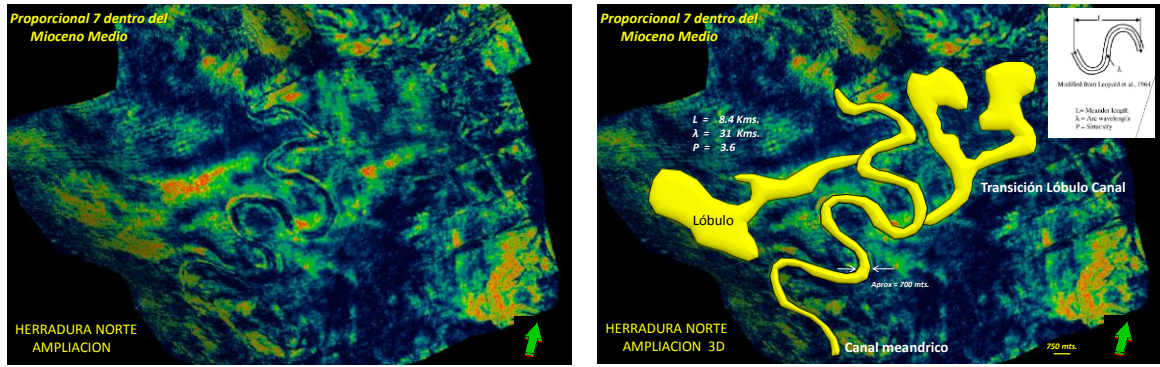 Proporcional 7 dentro del
Mioceno Medio
HERRADURA NORTE
AMPLIACION
Proporcional 7 dentro del
Mioceno Medio
L = 8.4 Kms.
λ = 31 Kms.
P = 3.6
L
λ
Modified from Leopold et al., 1964
L= Meander length
λ = Arc wavelength
P = Sinuosity
Transición Lóbulo Canal
Lóbulo
Aprox = 700 mts.
HERRADURA NORTE
AMPLIACION 3D
Canal meandrico
750 mts.